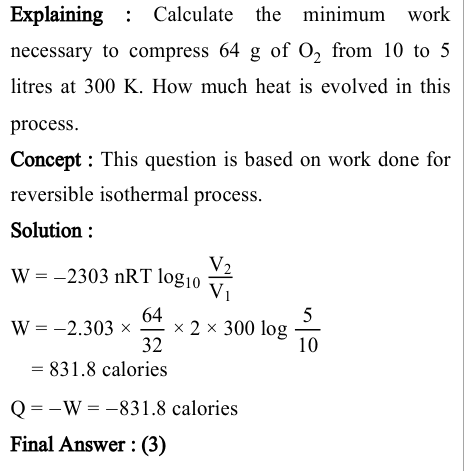 Explaining : Calculate the minimum work
necessary to compress 64 g of O₂ from 10 to 5
litres at 300 K. How much heat is evolved in this
process.
Concept : This question is based on work done for
reversible isothermal process.
Solution :
W = –2303 nRT log₁₀ V₂/V₁
W = –2.303 × 64/32 × 2 × 300 log 5/10
= 831.8 calories
Q = –W = –831.8 calories
Final Answer : (3)